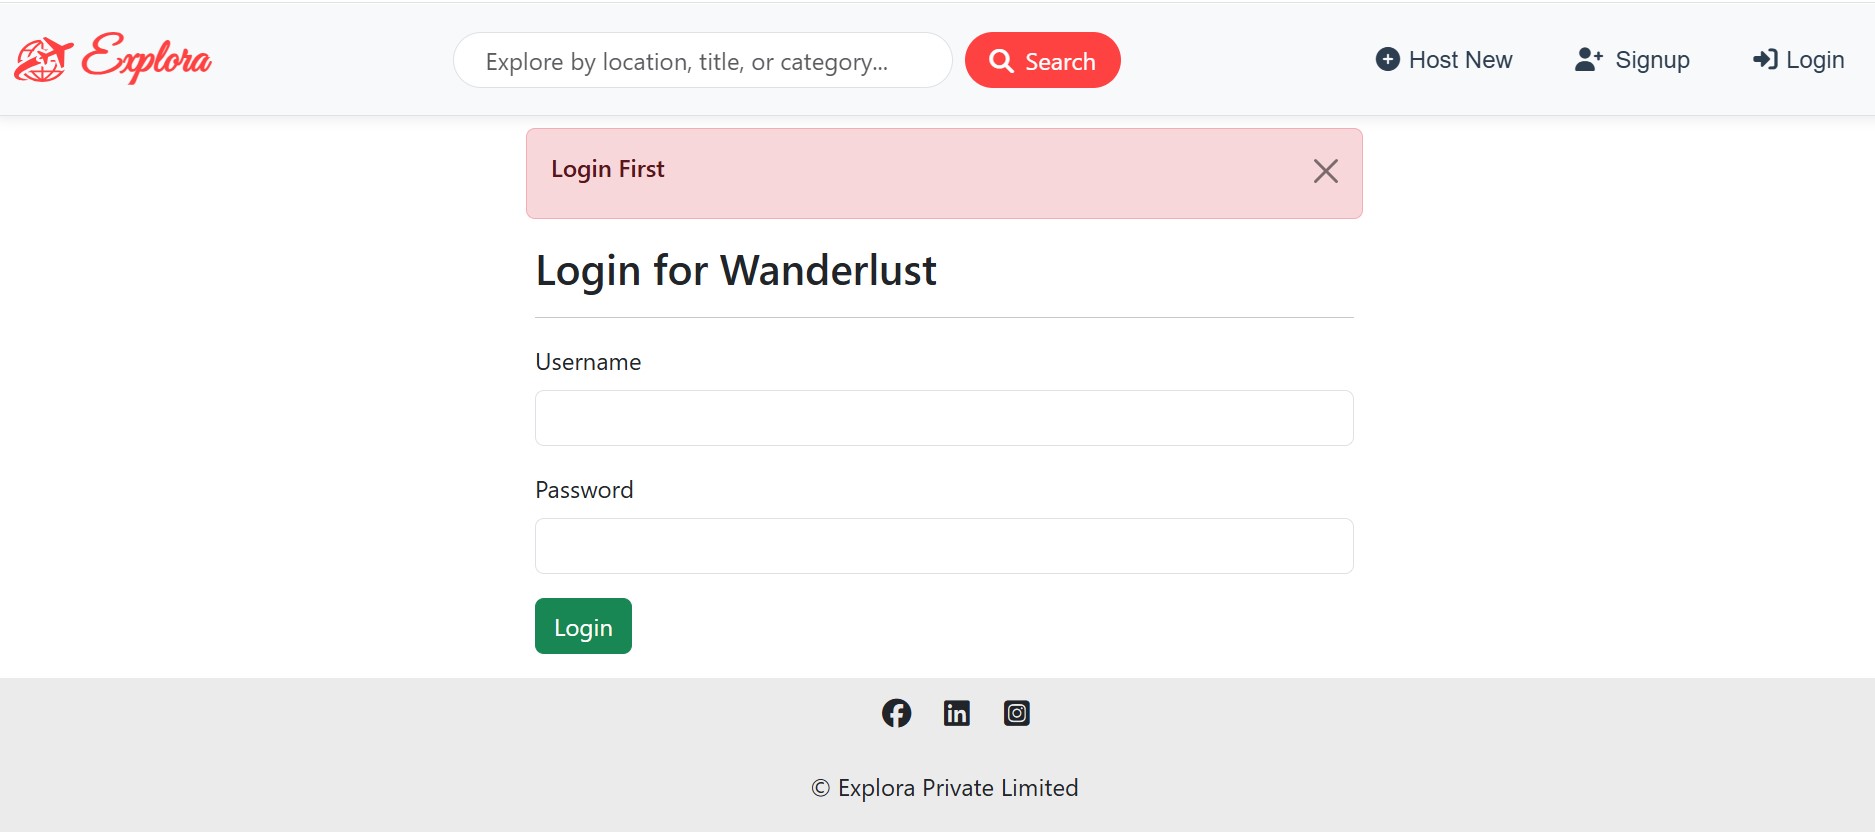 Explora
Explore by location, title, or category...
Search
Host New
Signup
Login
Login First
Login for Wanderlust
Username
Password
Login
© Explora Private Limited